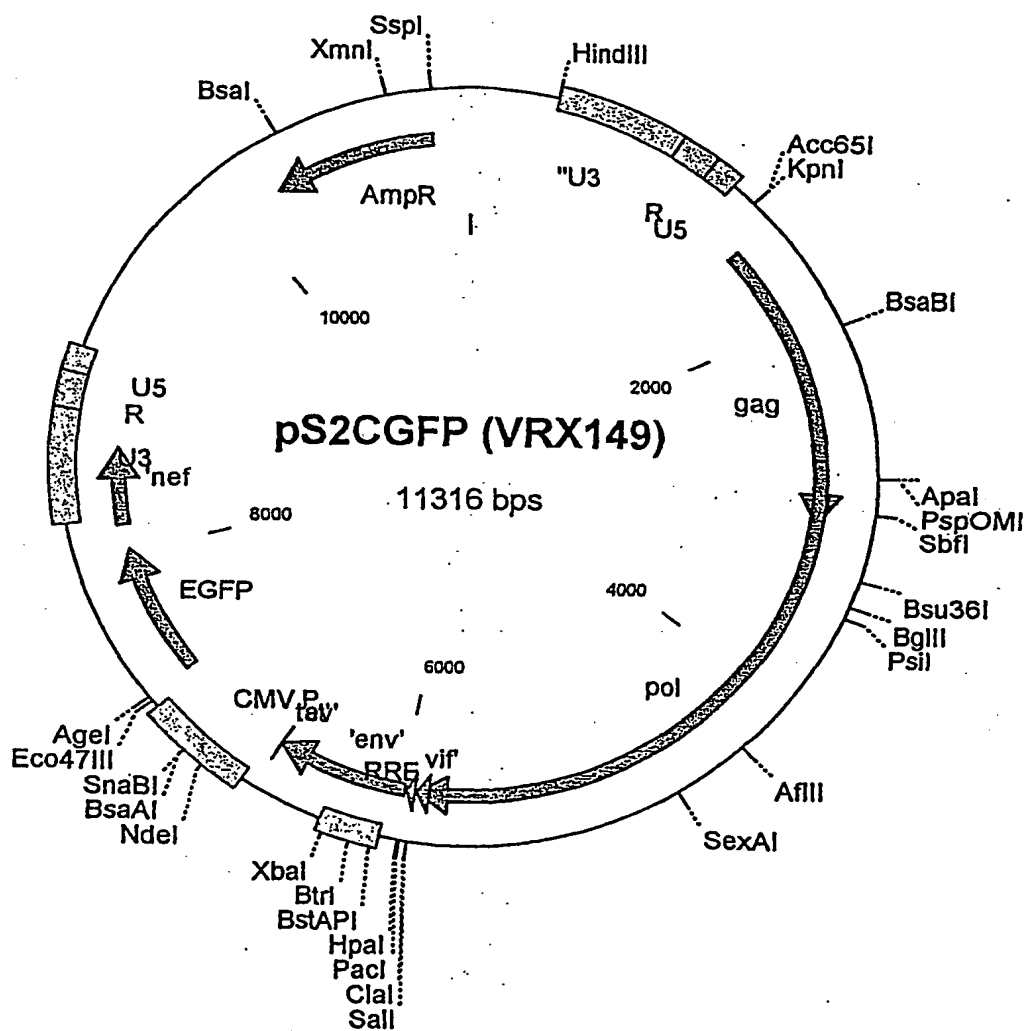 SspI
XmnI
HindIII
BsaI
Acc65I
KpnI
AmpR
"U3
R
U5
BsaBI
10000
2000
gag
U5
R
pS2CGFP (VRX149)
nef
11316 bps
ApaI
PspOMI
SbfI
8000
EGFP
4000
Bsu36I
BglII
PsiI
6000
pol
CMV P
'env'
vif'
RRE
AgeI
Eco47III
SnaBI
BsaAI
NdeI
AflII
SexAI
XbaI
BtrI
BstAPI
HpaI
PacI
ClaI
SalI